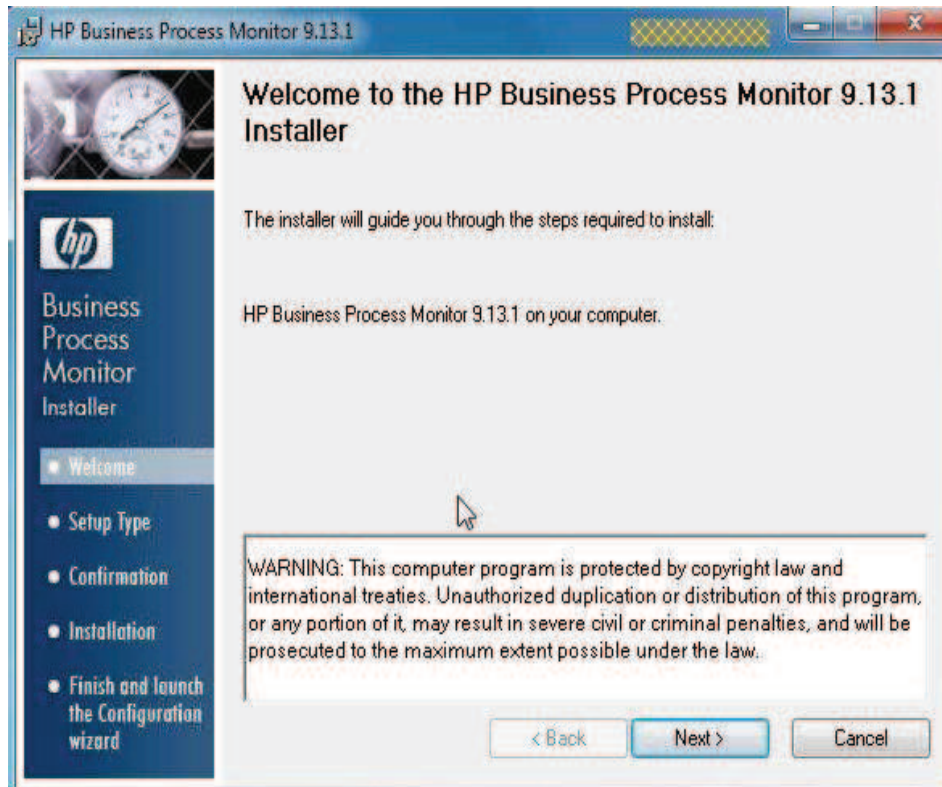 HP Business Process Monitor 9.13.1
Welcome to the HP Business Process Monitor 9.13.1
Installer
The installer will guide you through the steps required to install:
HP Business Process Monitor 9.13.1 on your computer.
hp
Business
Process
Monitor
Installer
Welcome
Setup Type
Confirmation
Installation
Finish and launch
the Configuration
wizard
WARNING: This computer program is protected by copyright law and
international treaties. Unauthorized duplication or distribution of this program,
or any portion of it, may result in severe civil or criminal penalties, and will be
prosecuted to the maximum extent possible under the law.
< Back
Next >
Cancel